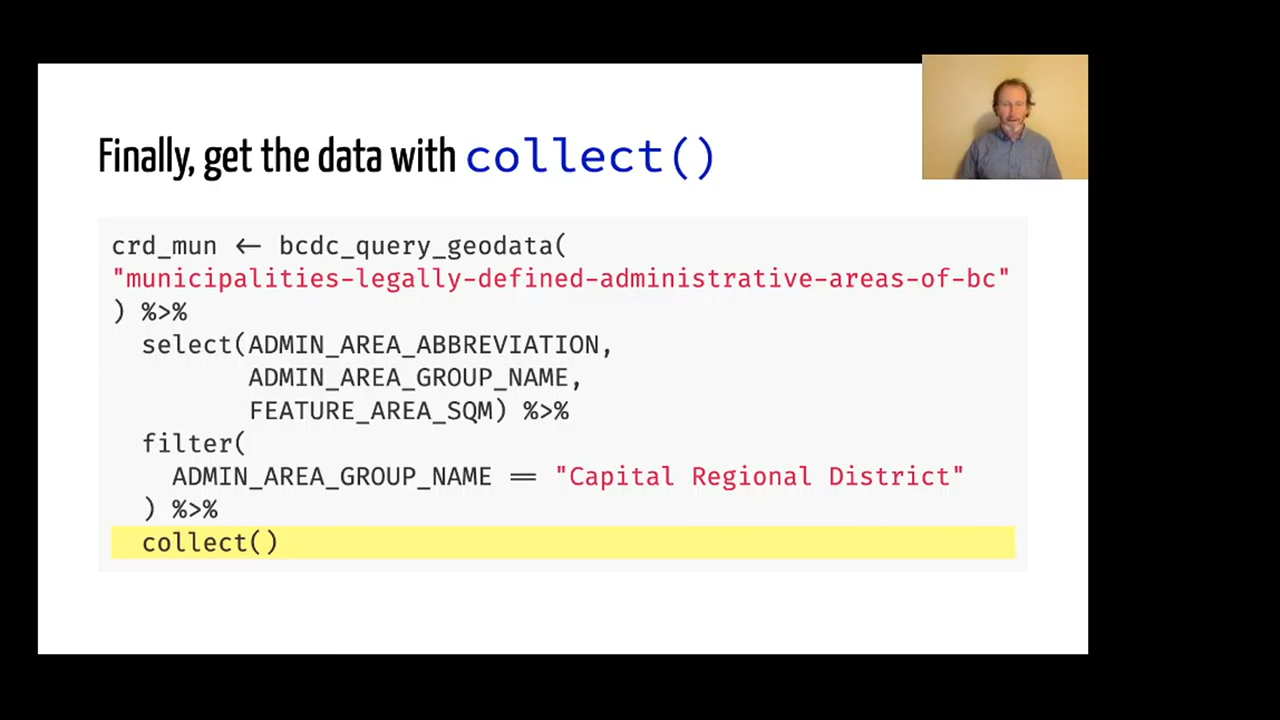 Finally, get the data with collect()
crd_mun <- bcdc_query_geodata(
"municipalities-legally-defined-administrative-areas-of-bc"
) %>%
select(ADMIN_AREA_ABBREVIATION,
ADMIN_AREA_GROUP_NAME,
FEATURE_AREA_SQM) %>%
filter(
ADMIN_AREA_GROUP_NAME == "Capital Regional District"
) %>%
collect()